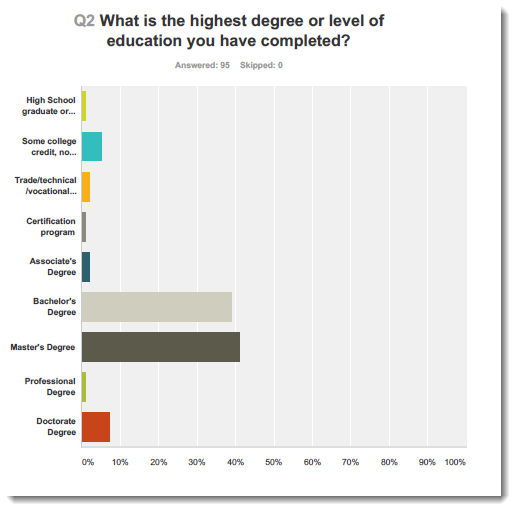 Q2 What is the highest degree or level of
education you have completed?
Answered: 95 Skipped: 0
High School
graduate or...
Some college
credit, no...
Trade/technical
/vocational...
Certification
program
Associate's
Degree
Bachelor's
Degree
Master's Degree
Professional
Degree
Doctorate
Degree
0% 10% 20% 30% 40% 50% 60% 70% 80% 90% 100%